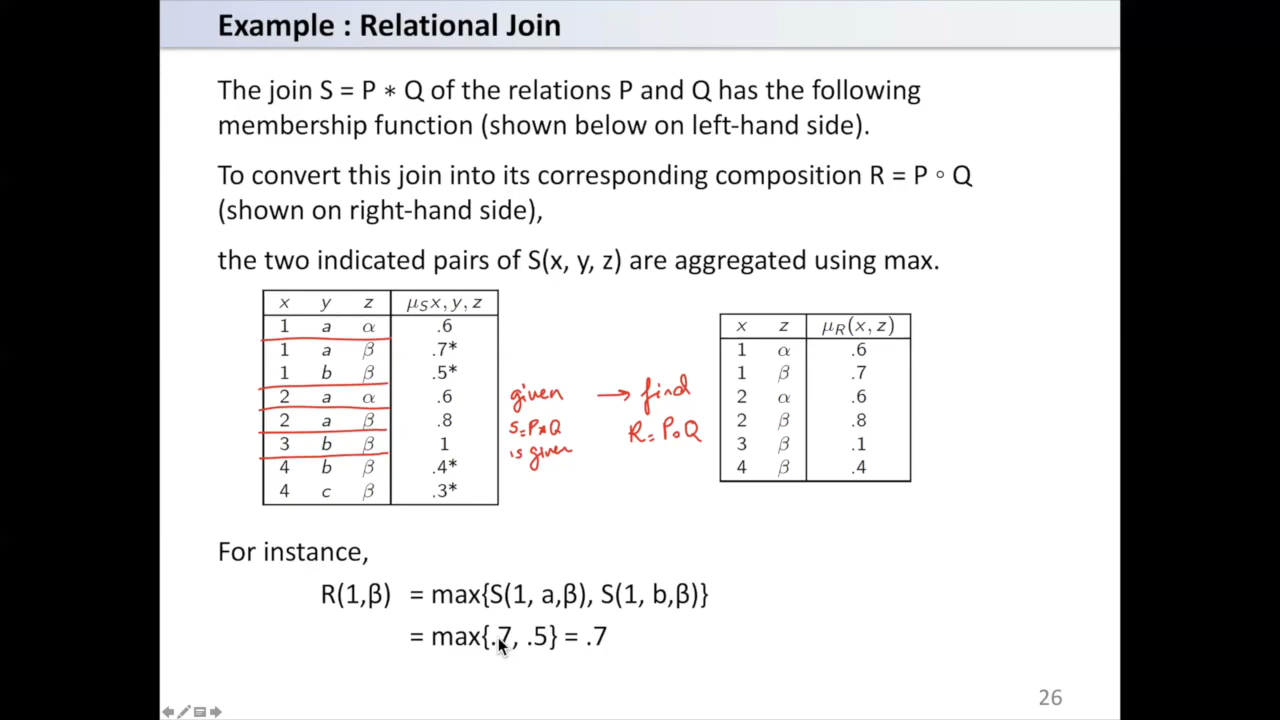 Example : Relational Join
The join S = P ∗ Q of the relations P and Q has the following
membership function (shown below on left-hand side).
To convert this join into its corresponding composition R = P ∘ Q
(shown on right-hand side),
the two indicated pairs of S(x, y, z) are aggregated using max.
x y z μSx, y, z
1 a α .6
1 a β .7*
1 b β .5*
2 a α .6
2 a β .8
3 b β 1
4 b β .4*
4 c β .3*
given → find
S=P*Q R=P∘Q
is given
x z μR(x, z)
1 α .6
1 β .7
2 α .6
2 β .8
3 β .1
4 β .4
For instance,
R(1,β) = max{S(1, a,β), S(1, b,β)}
= max{.7, .5} = .7
26